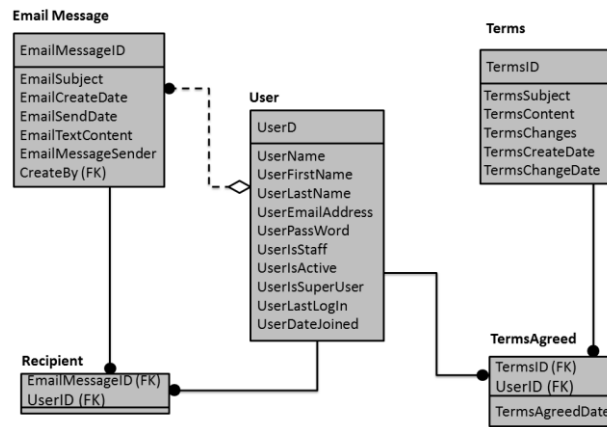 Email Message
EmailMessageID
EmailSubject
EmailCreateDate
EmailSendDate
EmailTextContent
EmailMessageSender
CreateBy (FK)
User
UserD
UserName
UserFirstName
UserLastName
UserEmailAddress
UserPassWord
UserIsStaff
UserIsActive
UserIsSuperUser
UserLastLogIn
UserDateJoined
Terms
TermsID
TermsSubject
TermsContent
TermsChanges
TermsCreateDate
TermsChangeDate
Recipient
EmailMessageID (FK)
UserID (FK)
TermsAgreed
TermsID (FK)
UserID (FK)
TermsAgreedDate